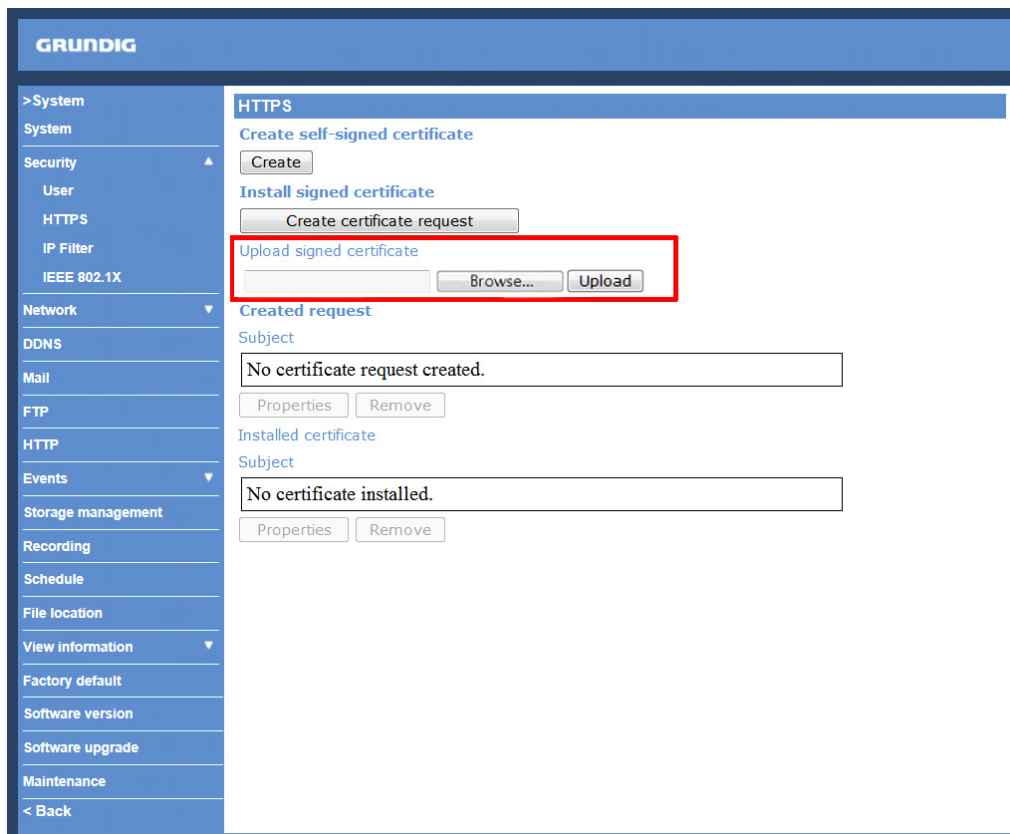 GRUNDIG
>System
System
Security
User
HTTPS
IP Filter
IEEE 802.1X
Network
DDNS
Mail
FTP
HTTP
Events
Storage management
Recording
Schedule
File location
View information
Factory default
Software version
Software upgrade
Maintenance
< Back
HTTPS
Create self-signed certificate
Create
Install signed certificate
Create certificate request
Upload signed certificate
Browse... Upload
Created request
Subject
No certificate request created.
Properties Remove
Installed certificate
Subject
No certificate installed.
Properties Remove